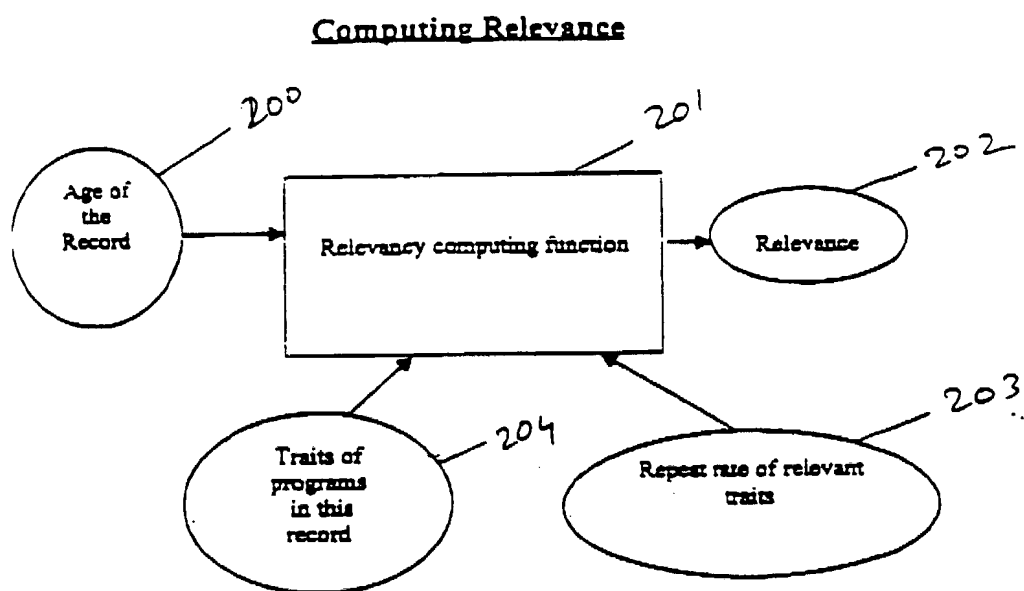 Computing Relevance
200
201
202
Age of
the
Record
Relevancy computing function
Relevance
204
203
Traits of
programs
in this
record
Repeat rate of relevant
traits